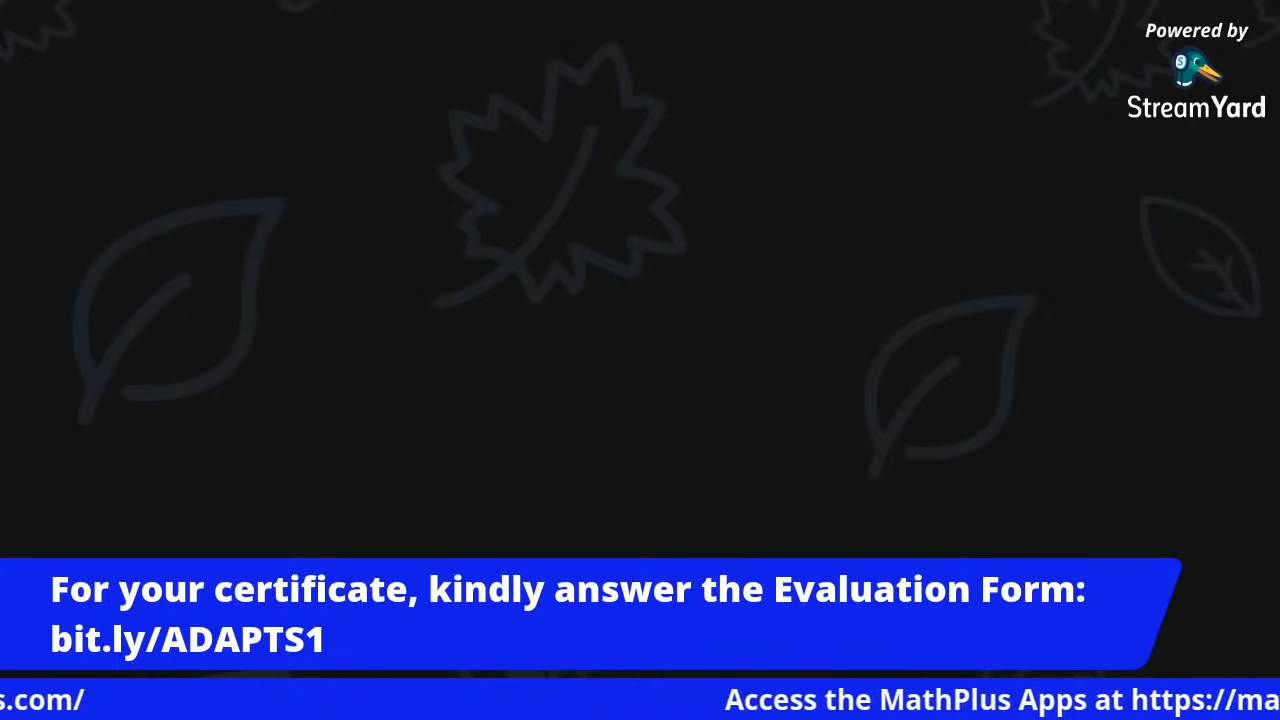 Powered by
StreamYard
For your certificate, kindly answer the Evaluation Form:
bit.ly/ADAPTS1
s.com/ Access the MathPlus Apps at https://ma